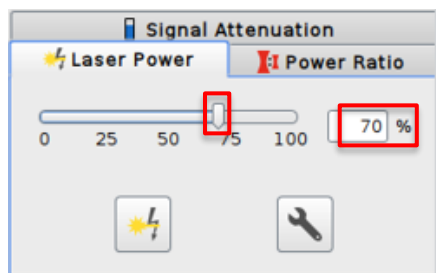 Signal Attenuation
Laser Power
Power Ratio
70 %
0 25 50 75 100